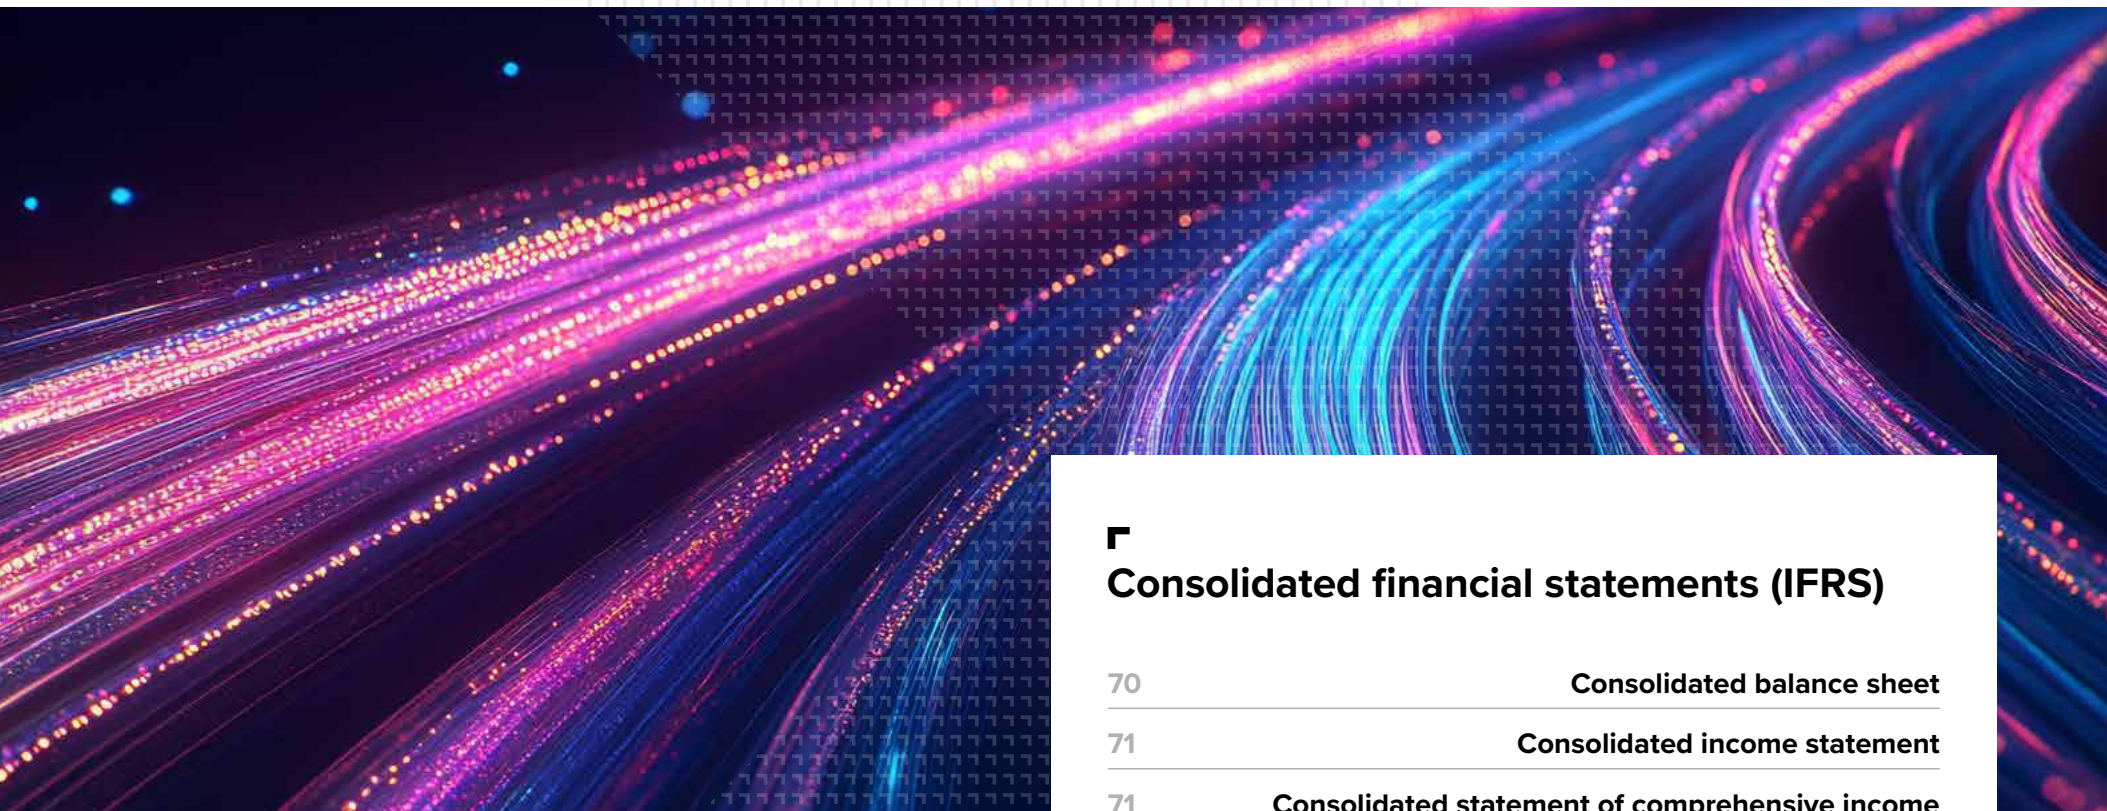 Consolidated financial statements (IFRS)
70 Consolidated balance sheet
71 Consolidated income statement
71 Consolidated statement of comprehensive income